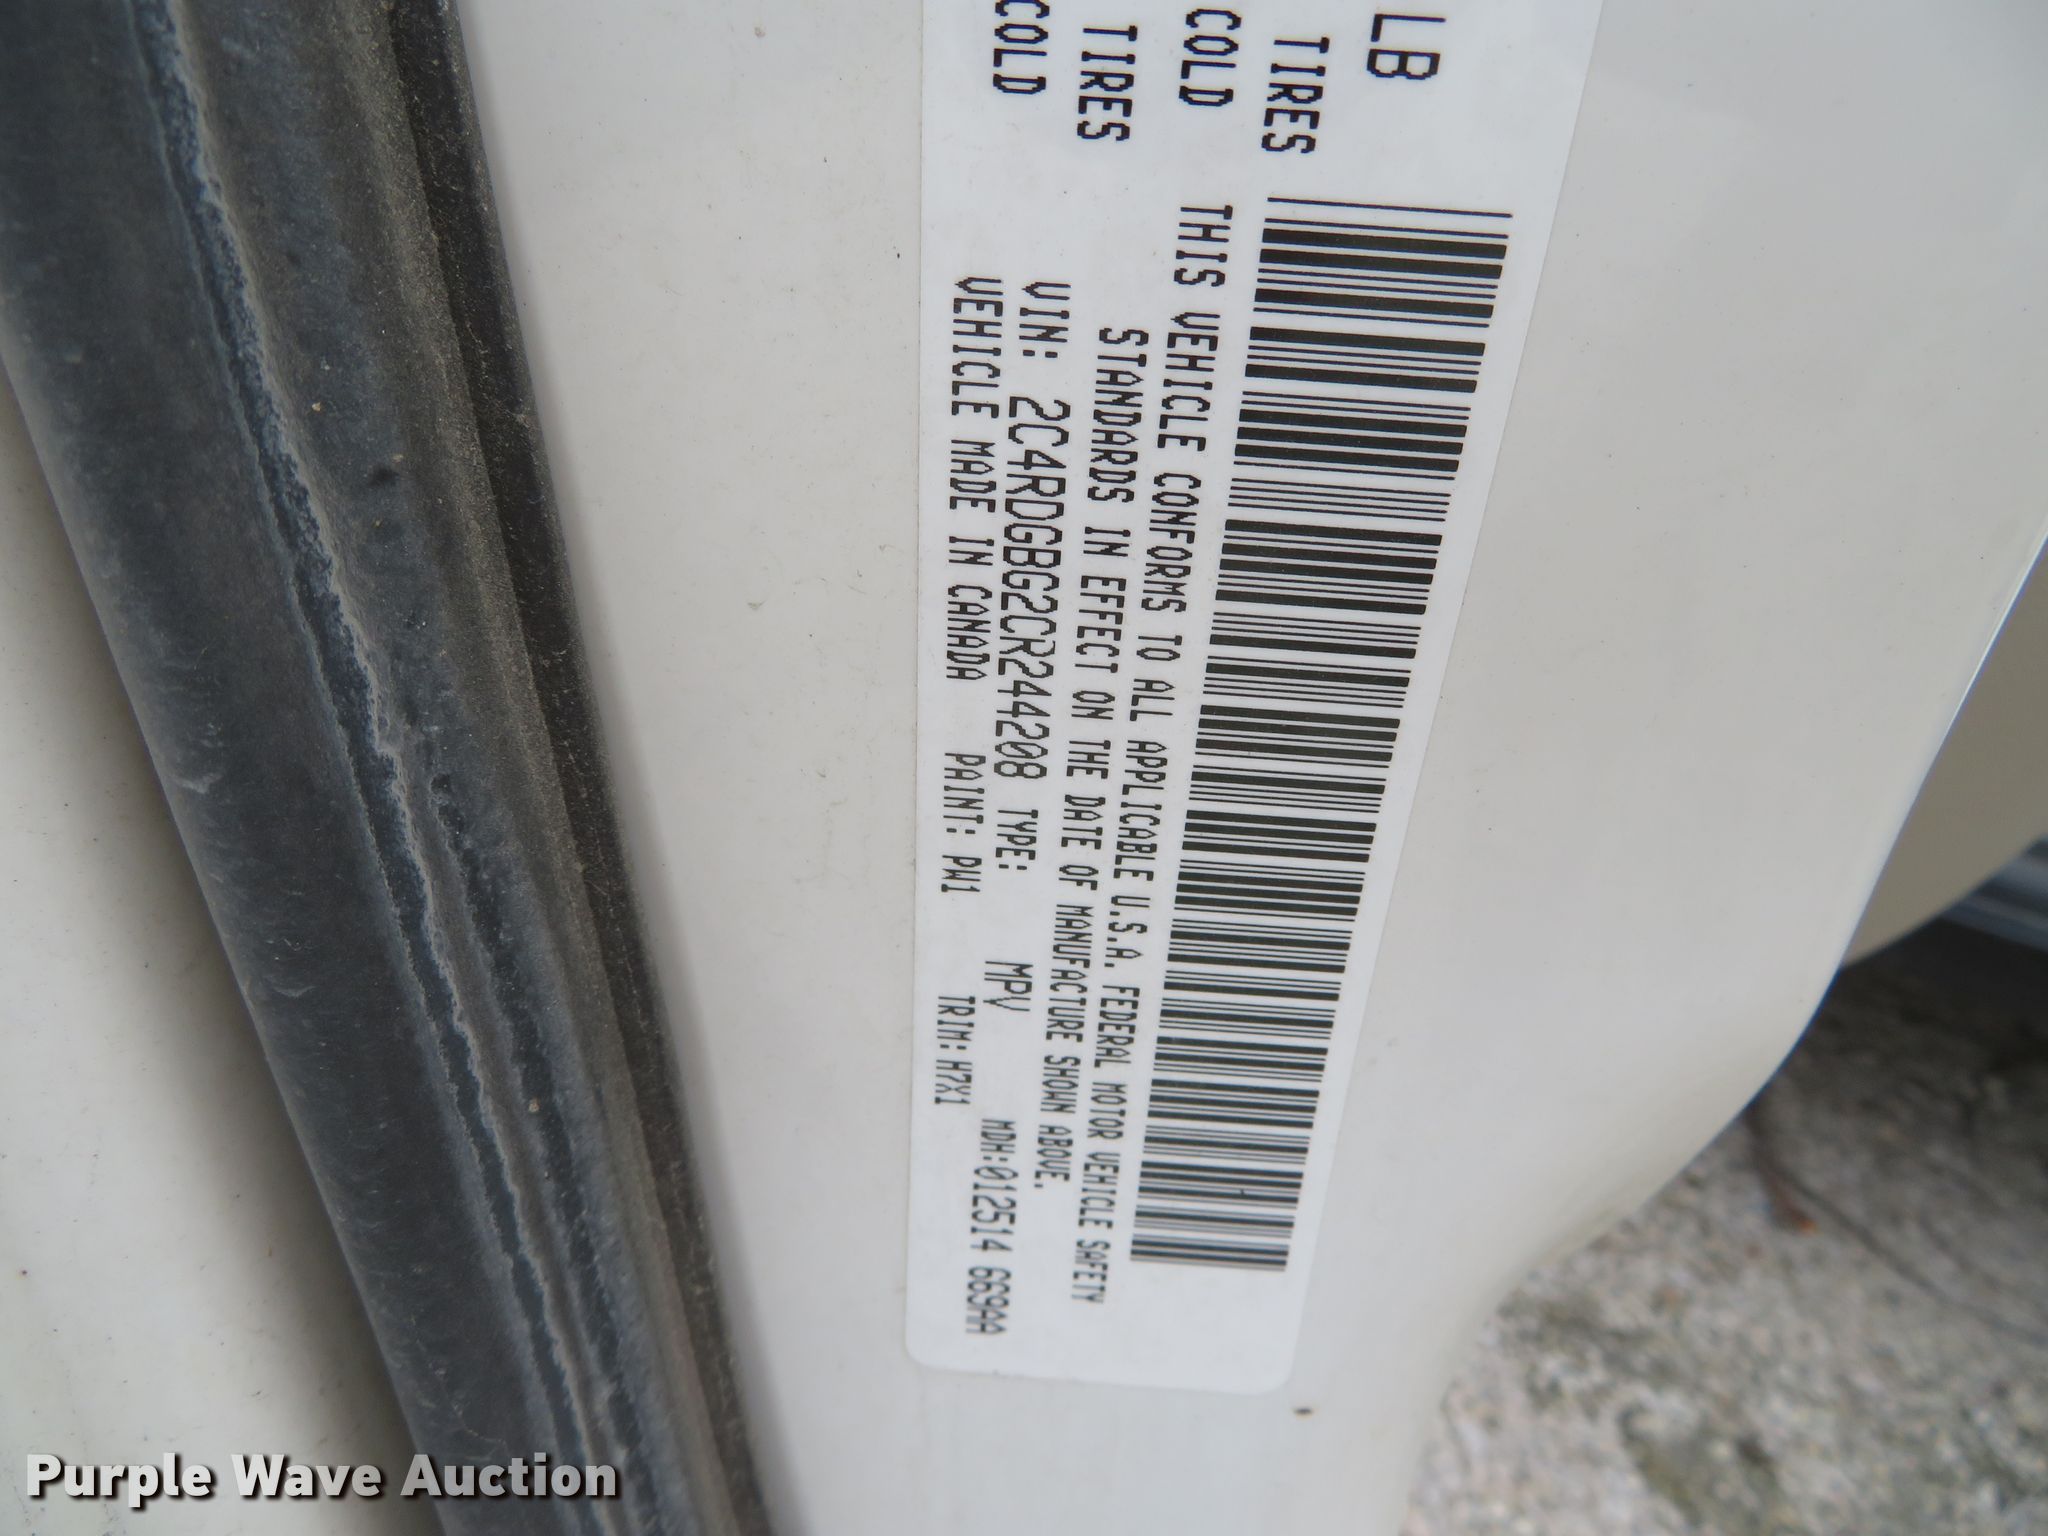 LB
TIRES
COLD
TIRES
COLD
THIS VEHICLE CONFORMS TO ALL APPLICABLE U.S.A. FEDERAL MOTOR VEHICLE SAFETY
STANDARDS IN EFFECT ON THE DATE OF MANUFACTURE SHOWN ABOVE.
VIN: 2C4RDGBG2CR244208 TYPE: MPV MDH:012514 669AA
VEHICLE MADE IN CANADA PAINT: PW1 TRIM: H7X1
Purple Wave Auction